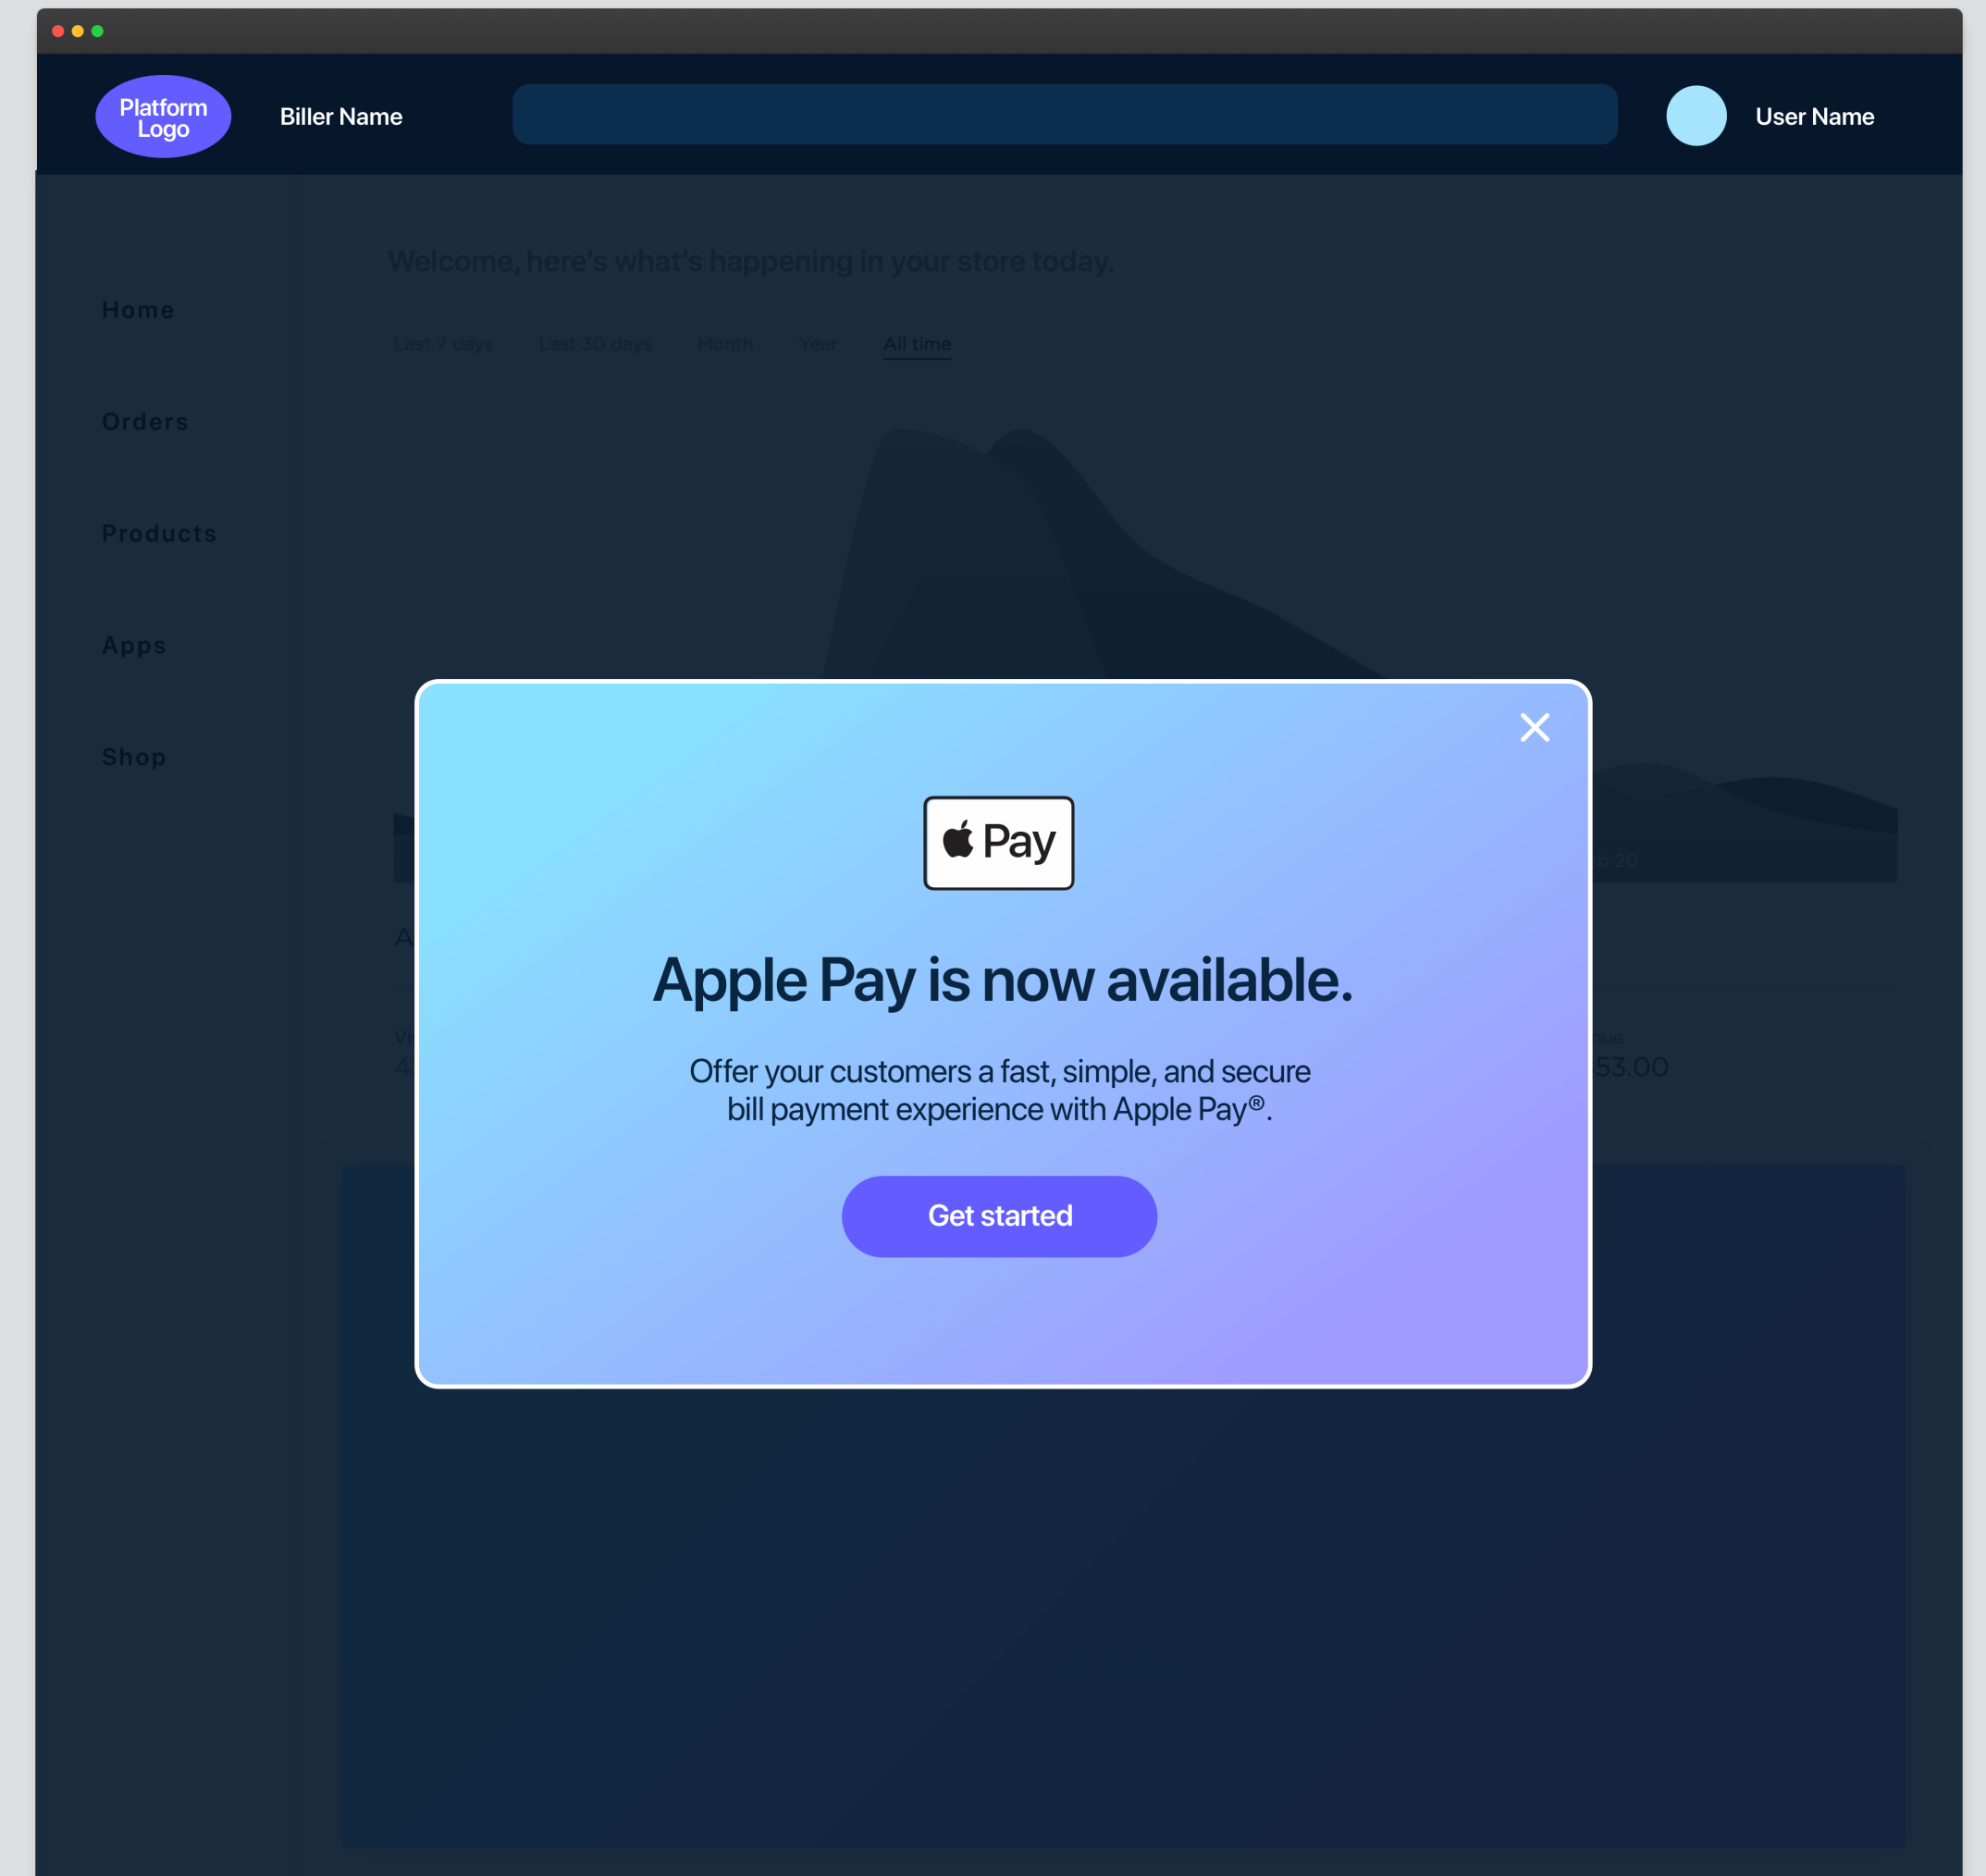 Platform
Logo
Biller Name
User Name
Welcome, here’s what’s happening in your store today.
Home
Last 7 days
Last 30 days
Month
Year
All time
Orders
Products
Apps
Shop
Pay
Apple Pay is now available.
Offer your customers a fast, simple, and secure
bill payment experience with Apple Pay®.
Get started
53.00